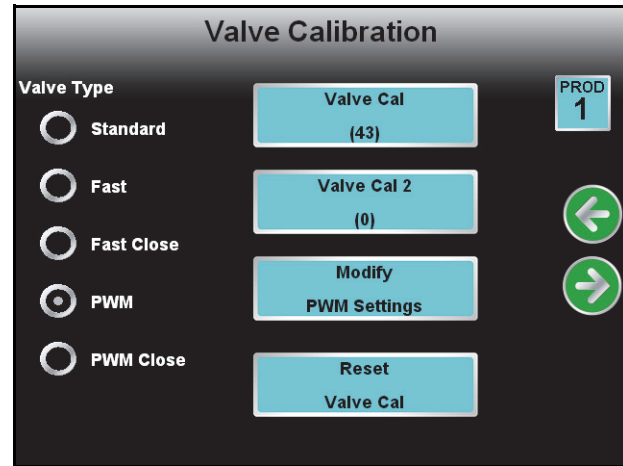 Valve Calibration
Valve Type
Standard
Fast
Fast Close
PWM
PWM Close
Valve Cal
(43)
Valve Cal 2
(0)
Modify
PWM Settings
Reset
Valve Cal
PROD
1